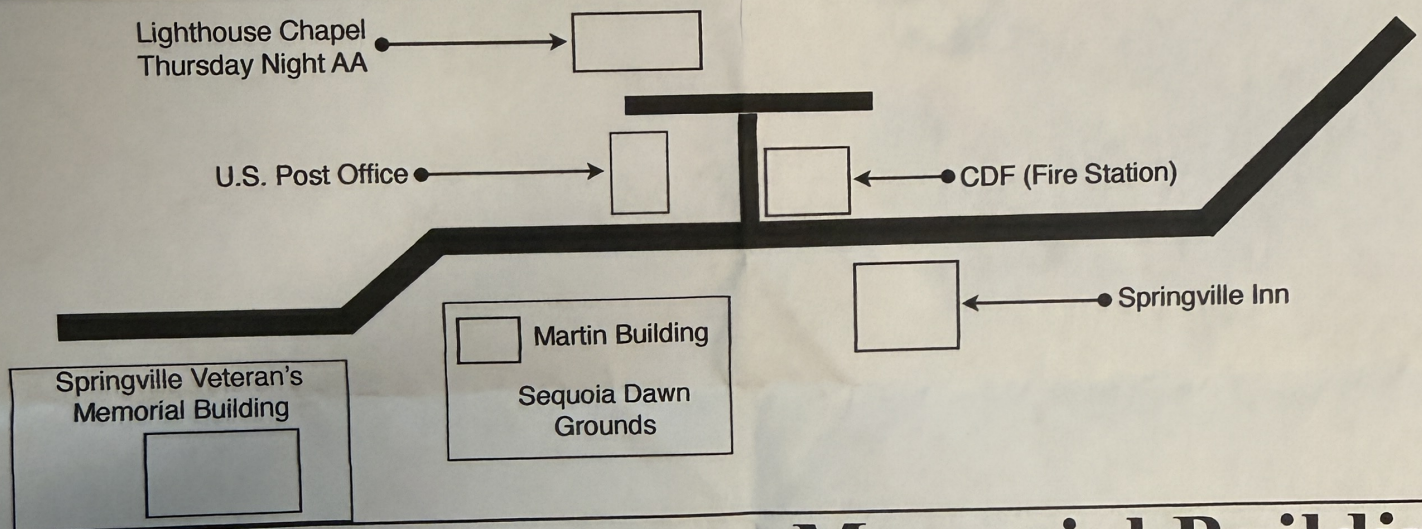 Lighthouse Chapel
Thursday Night AA
U.S. Post Office
CDF (Fire Station)
Springville Inn
Martin Building
Sequoia Dawn
Grounds
Springville Veteran's
Memorial Building